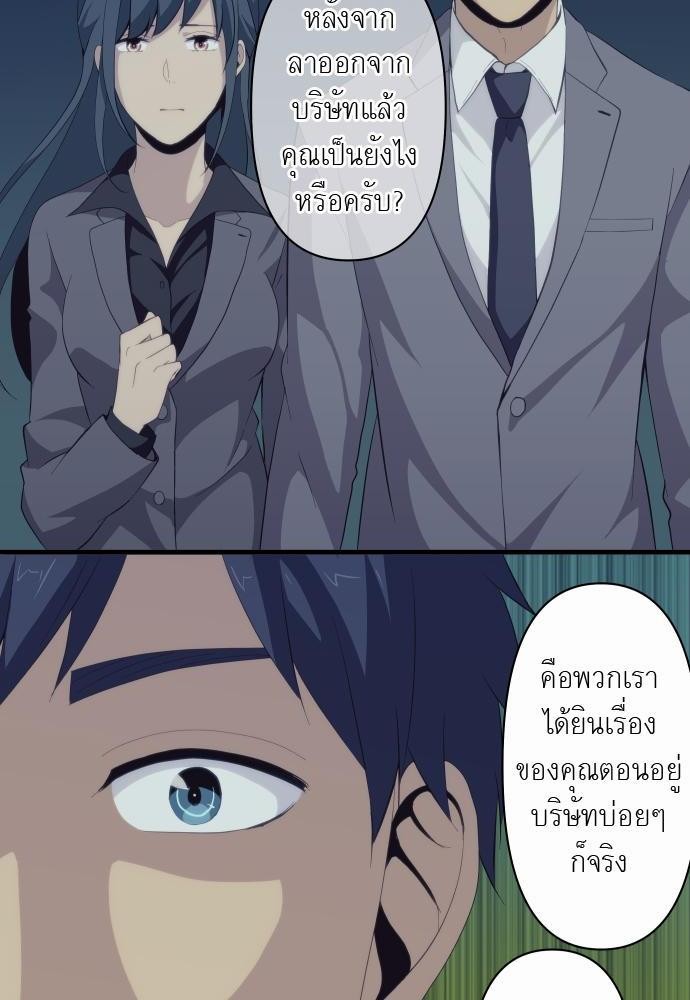 หลังจาก
ลาออกจาก
บริษัทแล้ว
คุณเป็นยังไง
หรือครับ?
คือพวกเรา
ได้ยินเรื่อง
ของคุณตอนอยู่
บริษัทบ่อยๆ
ก็จริง